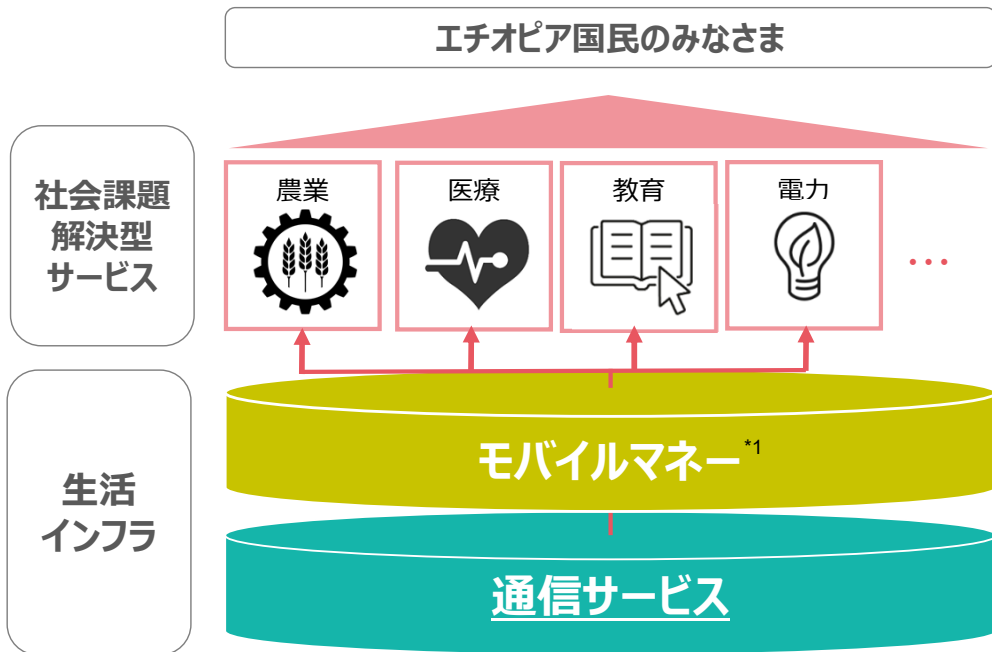 エチオピア国民のみなさま
社会課題
解決型
サービス
農業
医療
教育
電力
...
生活
インフラ
モバイルマネー*1
通信サービス